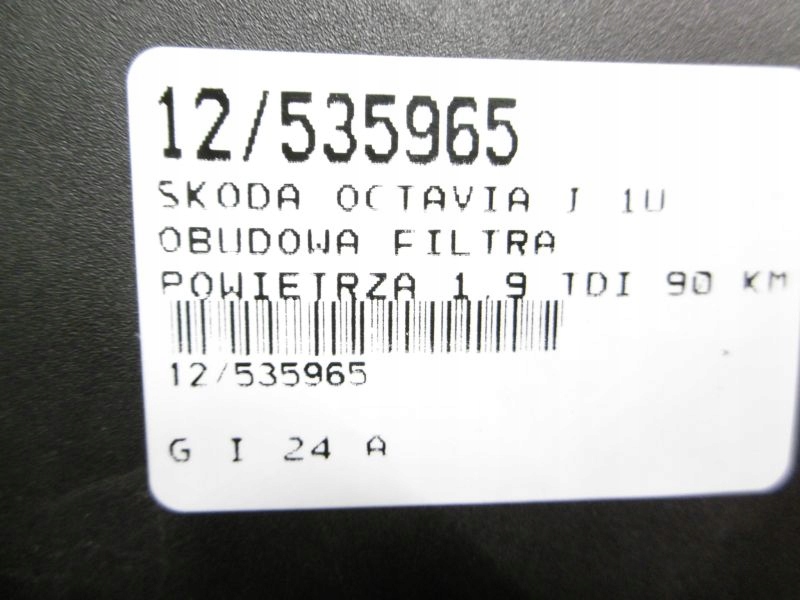 12/535965
SKODA OCTAVIA I 1U
OBUDOWA FILTRA
POWIETRZA 1.9 TDI 90 KM
12/535965
G I 24 A